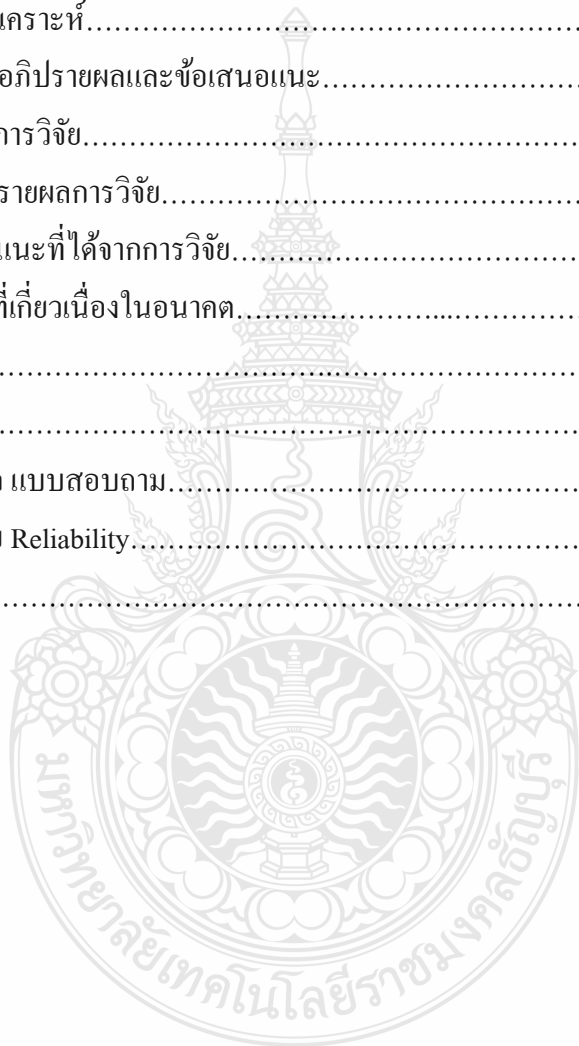 เคราะห์……………………………………………………
อภิปรายผลและข้อเสนอแนะ……………………………
การวิจัย……………………………………………………
รายผลการวิจัย……………………………………………
แนะที่ได้จากการวิจัย………………………………………
ที่เกี่ยวเนื่องในอนาคต…………………...………………
……………………………………………………………
……………………………………………………………
แบบสอบถาม………………………………………………
Reliability…………………………………………………
……………………………………………………………
มหาวิทยาลัยเทคโนโลยีราชมงคลธัญบุรี